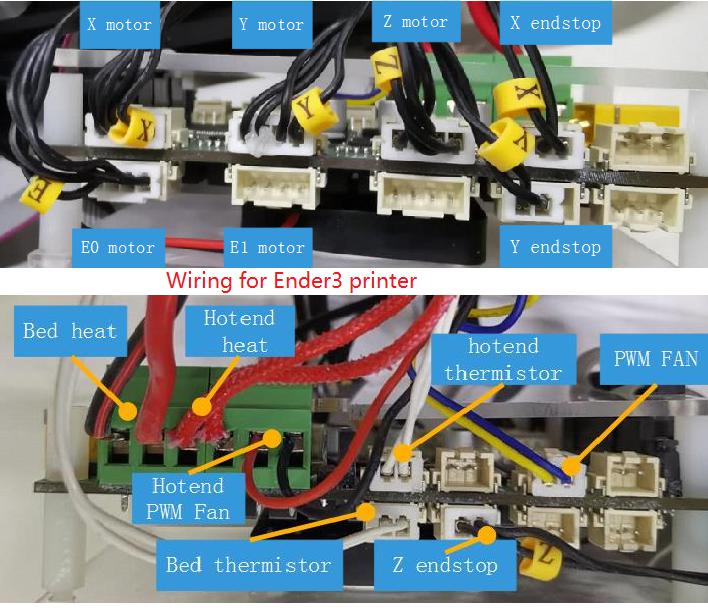 X motor
Y motor
Z motor
X endstop
X
Y
Z
X
Y
E
E0 motor
E1 motor
Y endstop
Wiring for Ender3 printer
Bed heat
Hotend
heat
hotend
thermistor
PWM FAN
Hotend
PWM Fan
Bed thermistor
Z endstop
Z